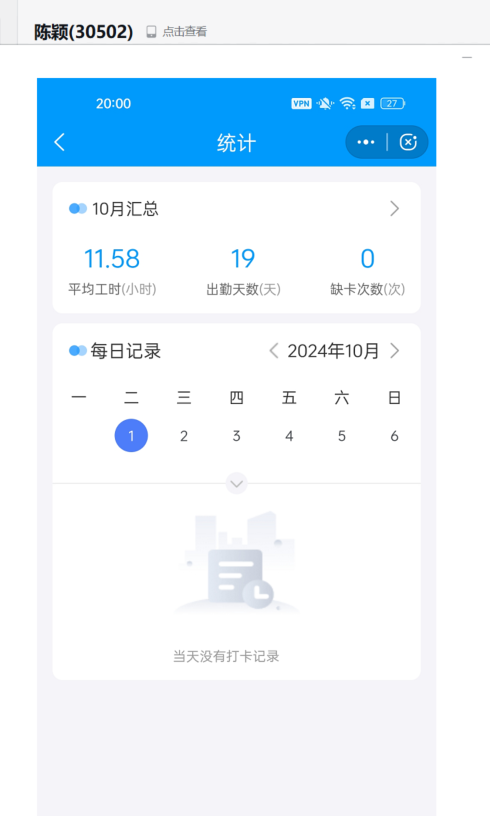 陈颖(30502) 点击查看
20:00 VPN 27
统计
10月汇总
11.58 19 0
平均工时(小时) 出勤天数(天) 缺卡次数(次)
每日记录 2024年10月
一 二 三 四 五 六 日
1 2 3 4 5 6
当天没有打卡记录